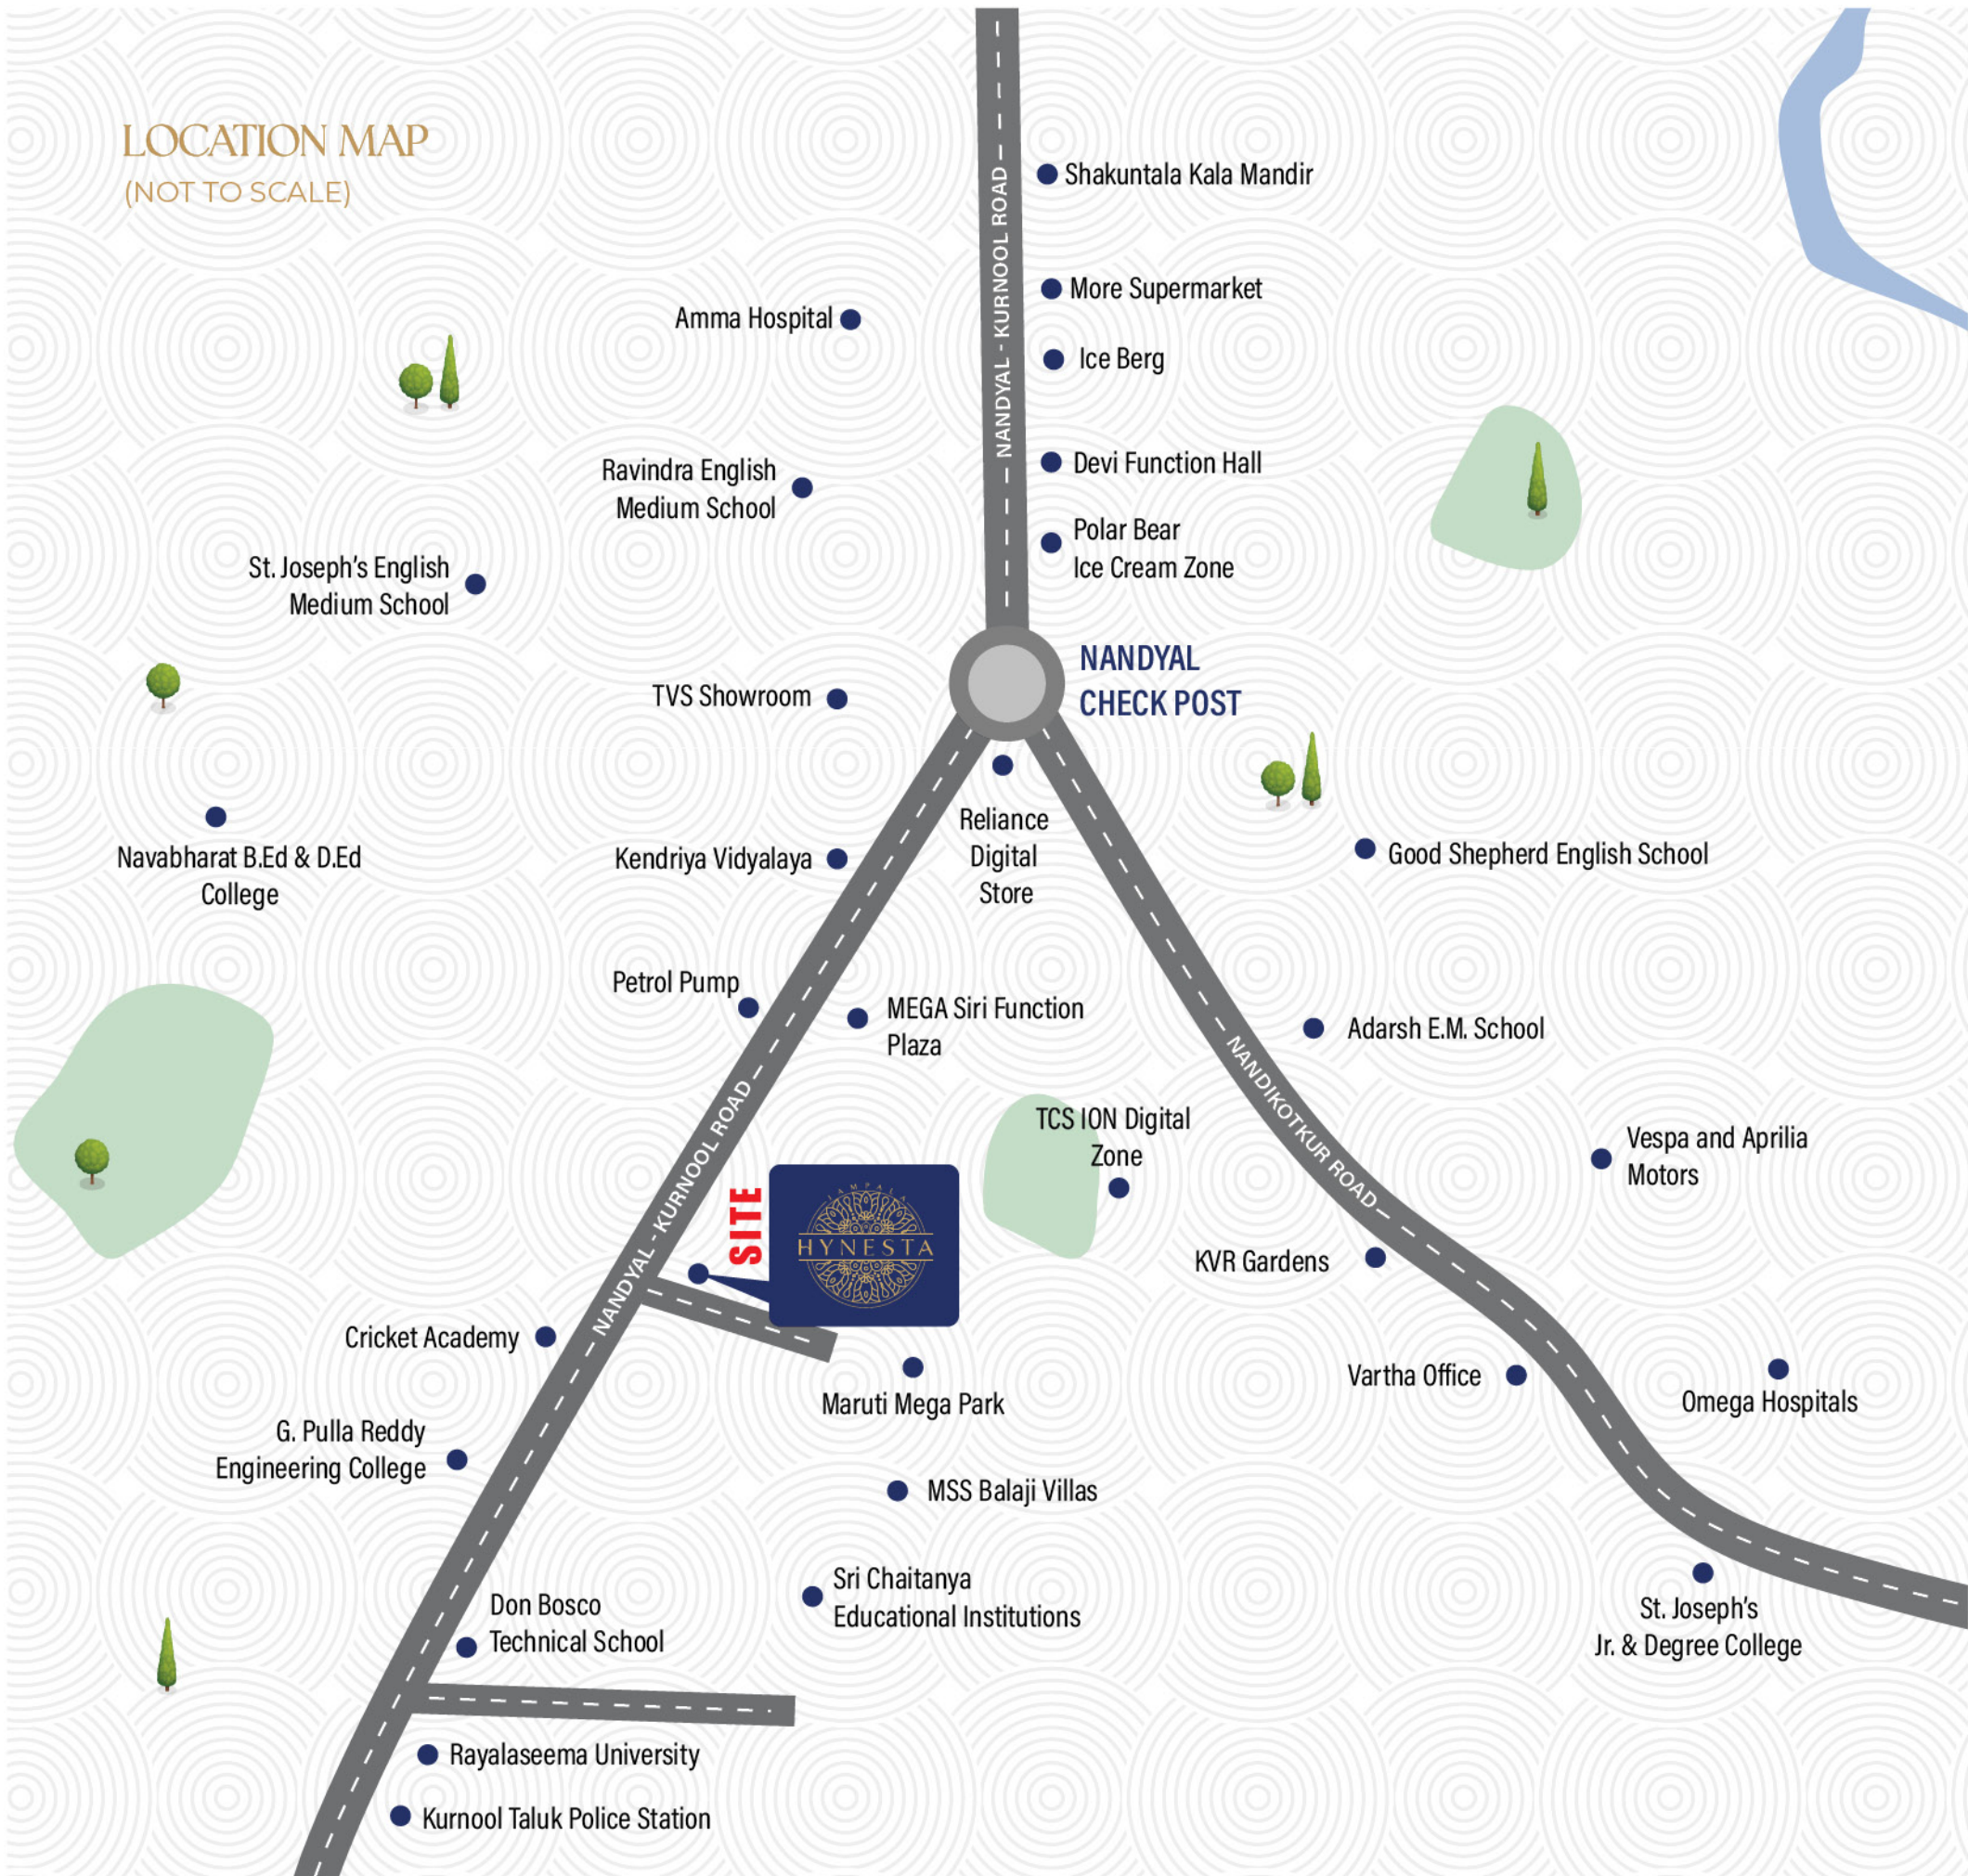 LOCATION MAP
(NOT TO SCALE)
NANDYAL - KURNOOL ROAD
Shakuntala Kala Mandir
More Supermarket
Amma Hospital
Ice Berg
Devi Function Hall
Ravindra English
Medium School
Polar Bear
Ice Cream Zone
St. Joseph's English
Medium School
NANDYAL
CHECK POST
TVS Showroom
Reliance
Digital
Store
Navabharat B.Ed & D.Ed
College
Kendriya Vidyalaya
Good Shepherd English School
Petrol Pump
MEGA Siri Function
Plaza
Adarsh E.M. School
NANDIKOTKUR ROAD
TCS ION Digital
Zone
Vespa and Aprilia
Motors
NANDYAL - KURNOOL ROAD
SITE
JAMPALA
HYNESTA
KVR Gardens
Cricket Academy
Maruti Mega Park
Vartha Office
Omega Hospitals
G. Pulla Reddy
Engineering College
MSS Balaji Villas
Sri Chaitanya
Educational Institutions
Don Bosco
Technical School
St. Joseph's
Jr. & Degree College
Rayalaseema University
Kurnool Taluk Police Station